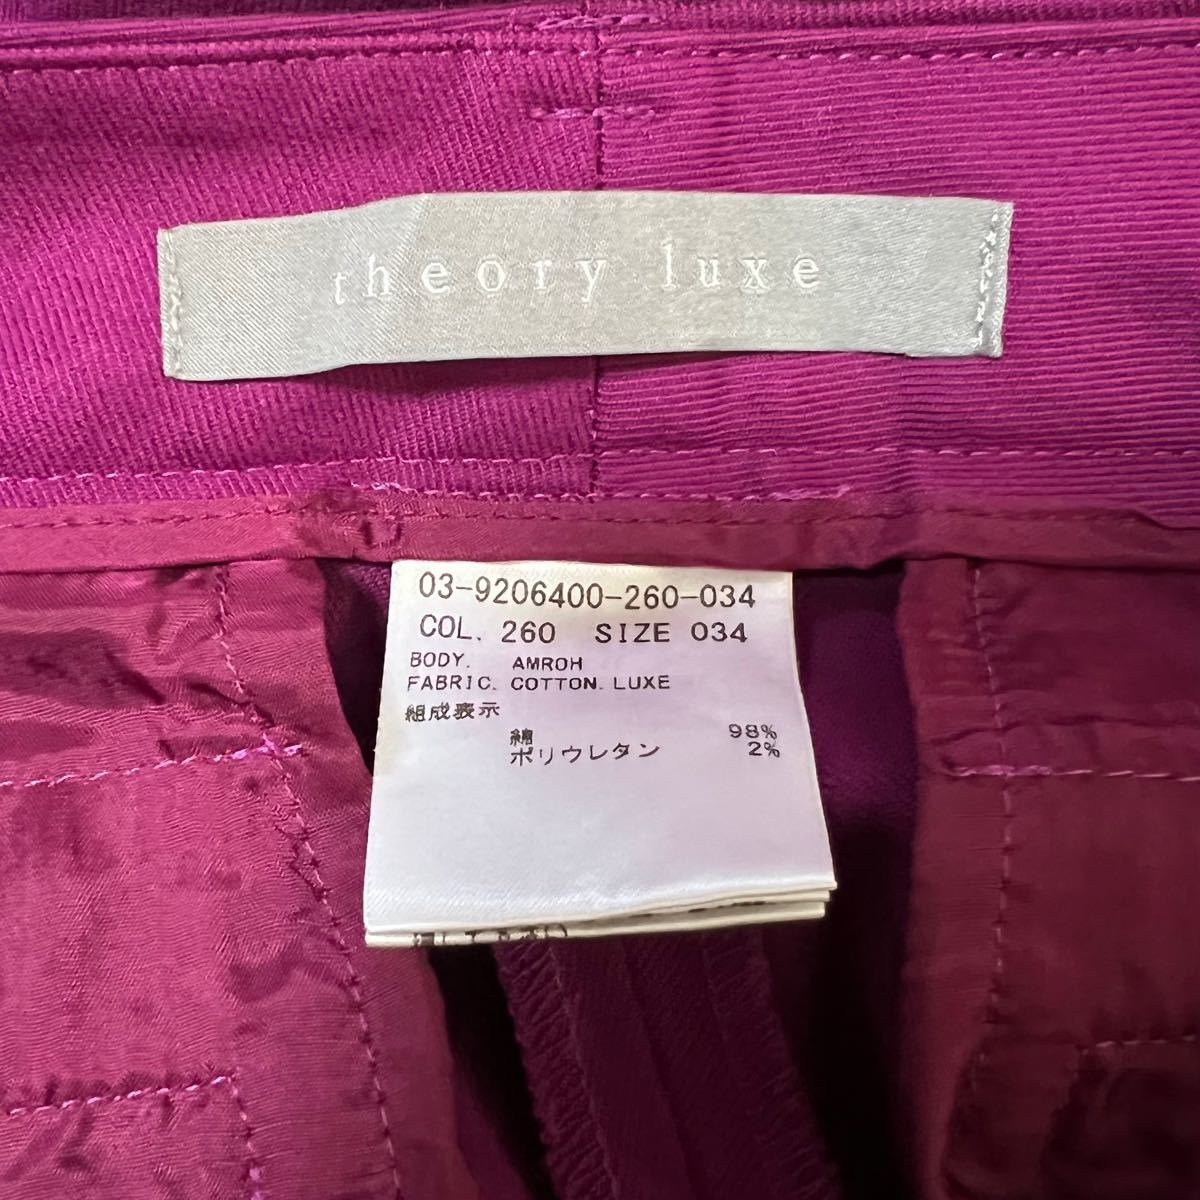 theory luxe
03-9206400-260-034
COL. 260 SIZE 034
BODY. AMROH
FABRIC. COTTON. LUXE
組成表示
綿 98%
ポリウレタン 2%